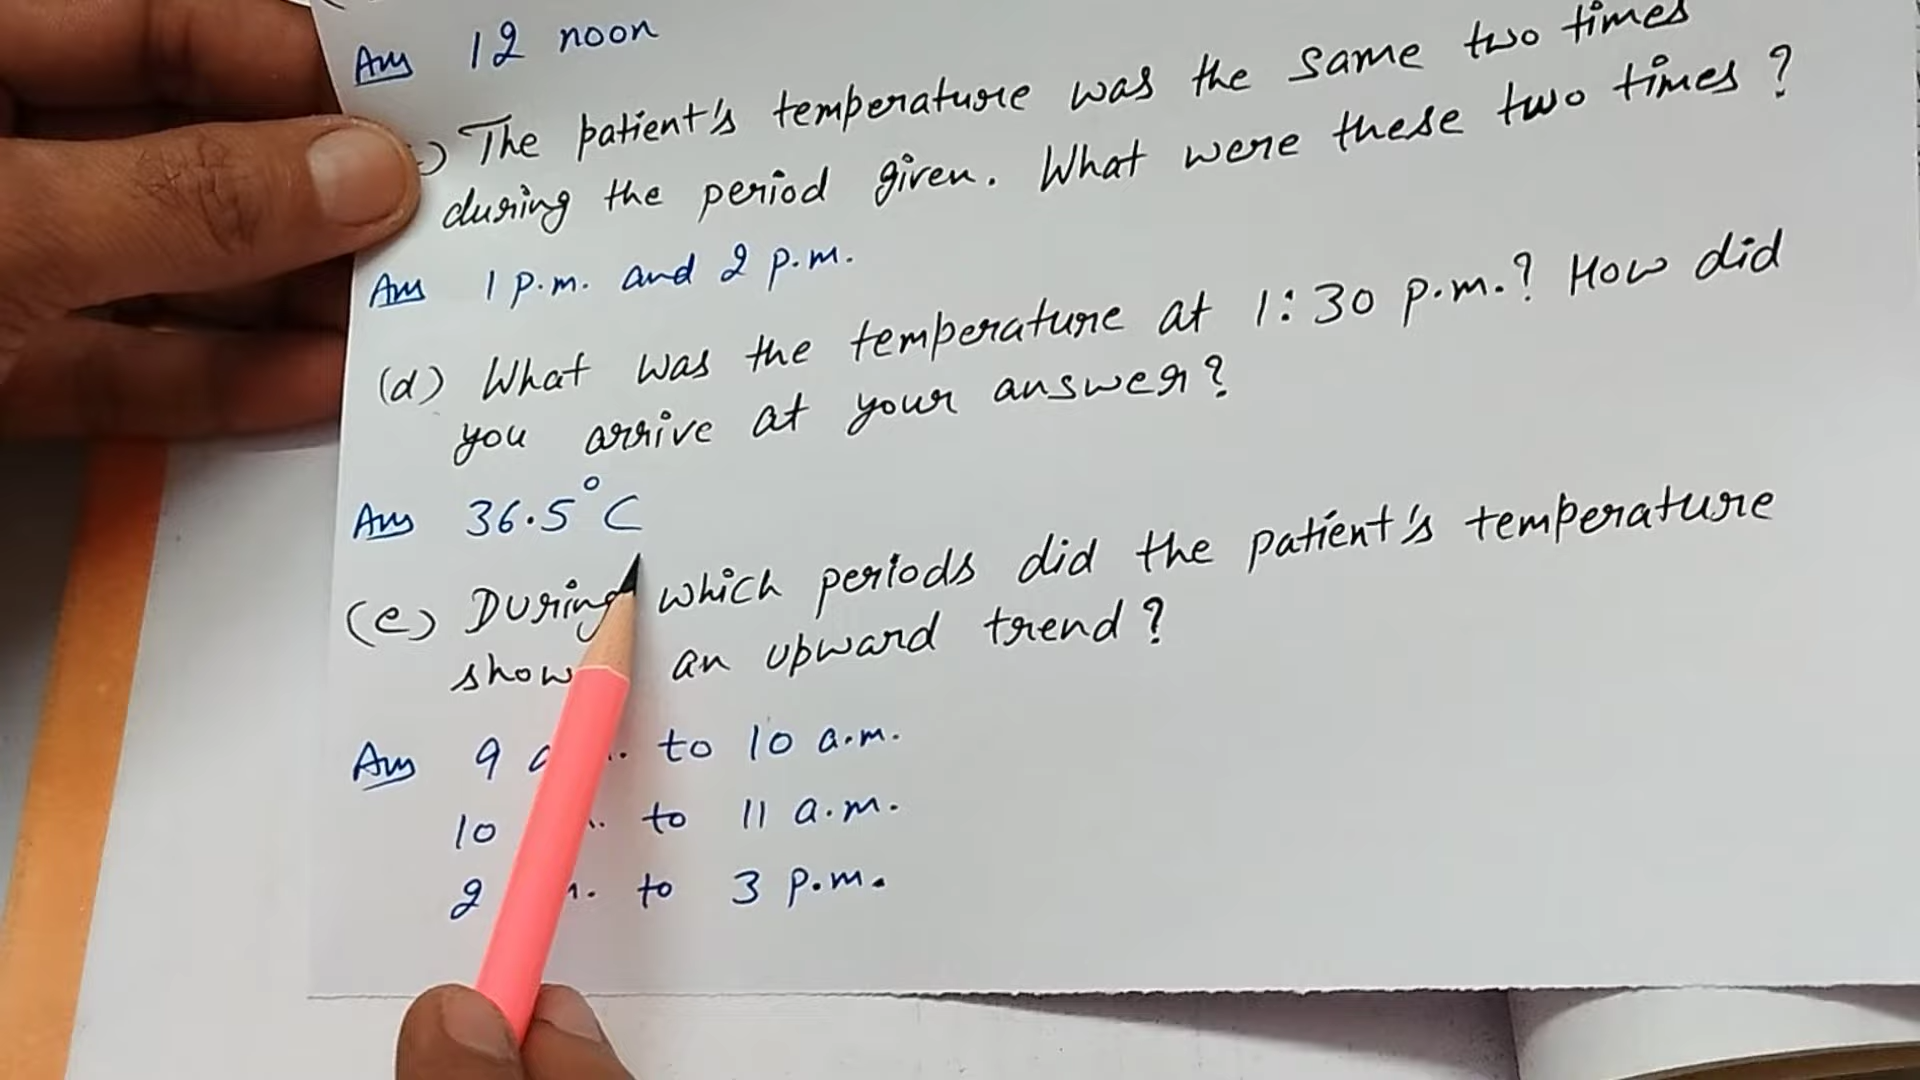 Ans 12 noon
) The patient's temperature was the same two times
during the period given. What were these two times?
Ans 1 p.m. and 2 p.m.
(d) What was the temperature at 1:30 p.m.? How did
you arrive at your answer?
Ans 36.5°C
(e) During which periods did the patient's temperature
show an upward trend?
Ans 9 to 10 a.m.
10 to 11 a.m.
2 to 3 p.m.